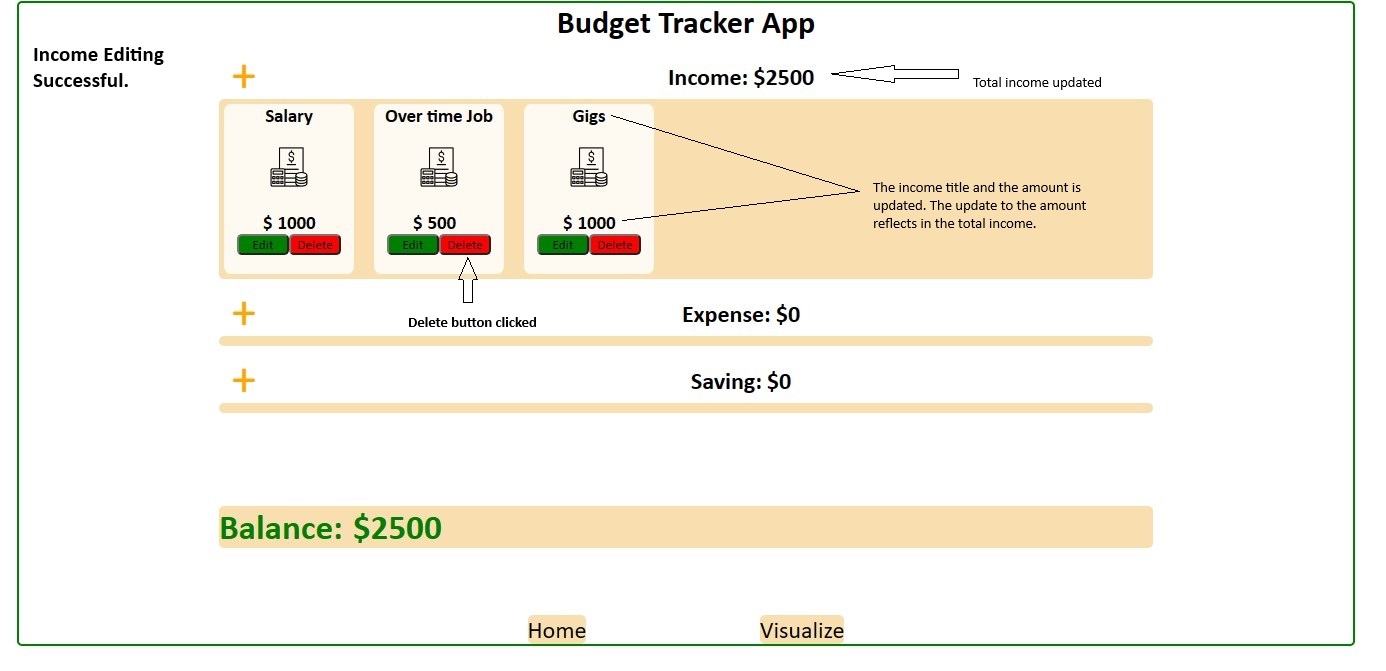 Budget Tracker App
Income Editing
Successful.
+
Income: $2500
Total income updated
Salary
Over time Job
Gigs
$
$
$
The income title and the amount is
updated. The update to the amount
reflects in the total income.
$ 1000
$ 500
$ 1000
Edit Delete
Edit Delete
Edit Delete
Delete button clicked
+
Expense: $0
+
Saving: $0
Balance: $2500
Home
Visualize